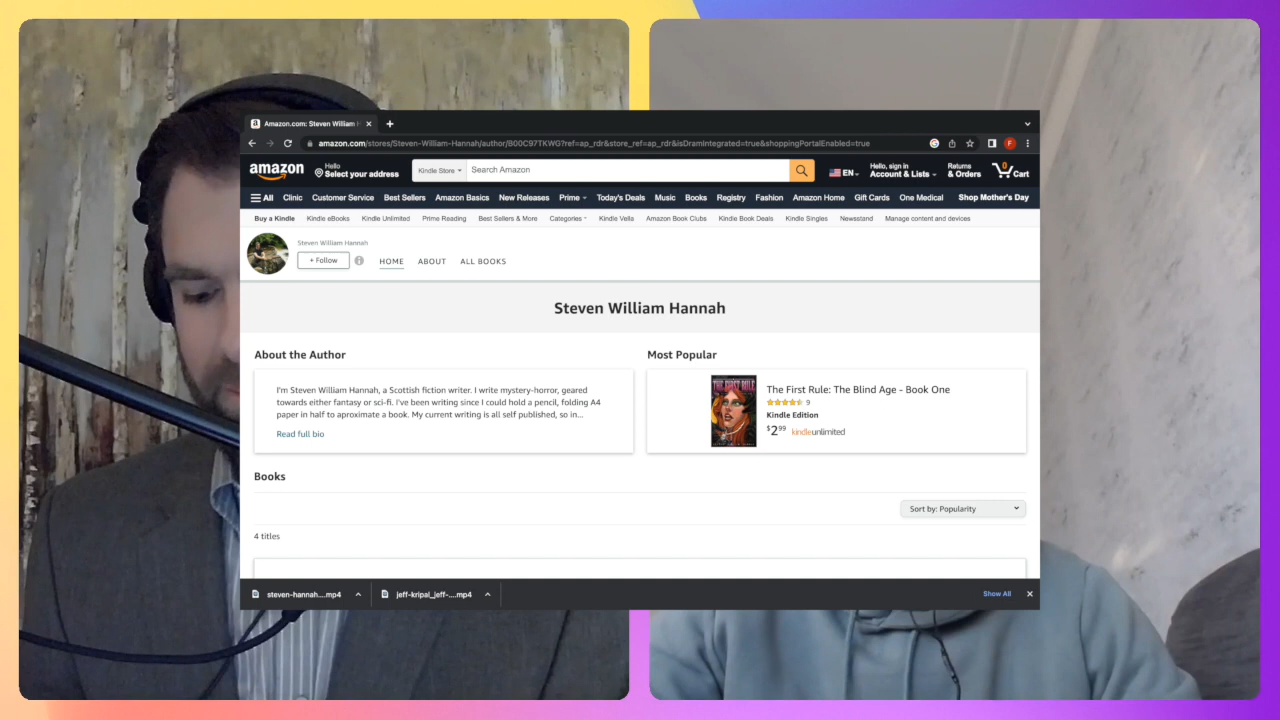 Amazon.com: Steven William H
amazon.com/stores/Steven-William-Hannah/author/B00C97TKWG?ref=ap_rdr&store_ref=ap_rdr&isDramIntegrated=true&shoppingPortalEnabled=true
F
amazon
Hello
Select your address
Kindle Store
Search Amazon
EN
Hello, sign in
Account & Lists
Returns
& Orders
0
Cart
All Clinic Customer Service Best Sellers Amazon Basics New Releases Prime Today's Deals Music Books Registry Fashion Amazon Home Gift Cards One Medical Shop Mother's Day
Buy a Kindle Kindle eBooks Kindle Unlimited Prime Reading Best Sellers & More Categories Kindle Vella Amazon Book Clubs Kindle Book Deals Kindle Singles Newsstand Manage content and devices
Steven William Hannah
+ Follow
HOME ABOUT ALL BOOKS
Steven William Hannah
About the Author
I'm Steven William Hannah, a Scottish fiction writer. I write mystery-horror, geared
towards either fantasy or sci-fi. I've been writing since I could hold a pencil, folding A4
paper in half to aproximate a book. My current writing is all self published, so in...
Read full bio
Most Popular
THE FIRST RULE
The First Rule: The Blind Age - Book One
9
Kindle Edition
$2.99 kindleunlimited
Books
Sort by: Popularity
4 titles
steven-hannah....mp4
jeff-kripal_jeff-....mp4
Show All